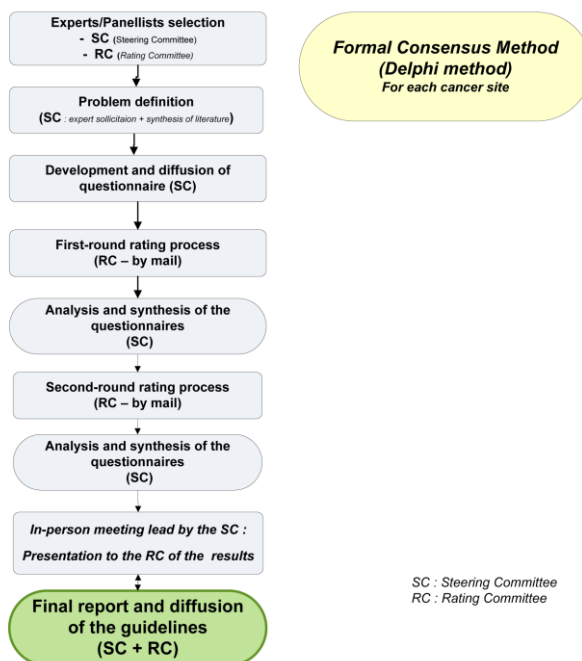 Experts/Panellists selection
- SC (Steering Committee)
- RC (Rating Committee)
Formal Consensus Method
(Delphi method)
For each cancer site
Problem definition
(SC : expert sollicitaion + synthesis of literature)
Development and diffusion of
questionnaire (SC)
First-round rating process
(RC – by mail)
Analysis and synthesis of the
questionnaires
(SC)
Second-round rating process
(RC – by mail)
Analysis and synthesis of the
questionnaires
(SC)
In-person meeting lead by the SC :
Presentation to the RC of the results
Final report and diffusion
of the guidelines
(SC + RC)
SC : Steering Committee
RC : Rating Committee